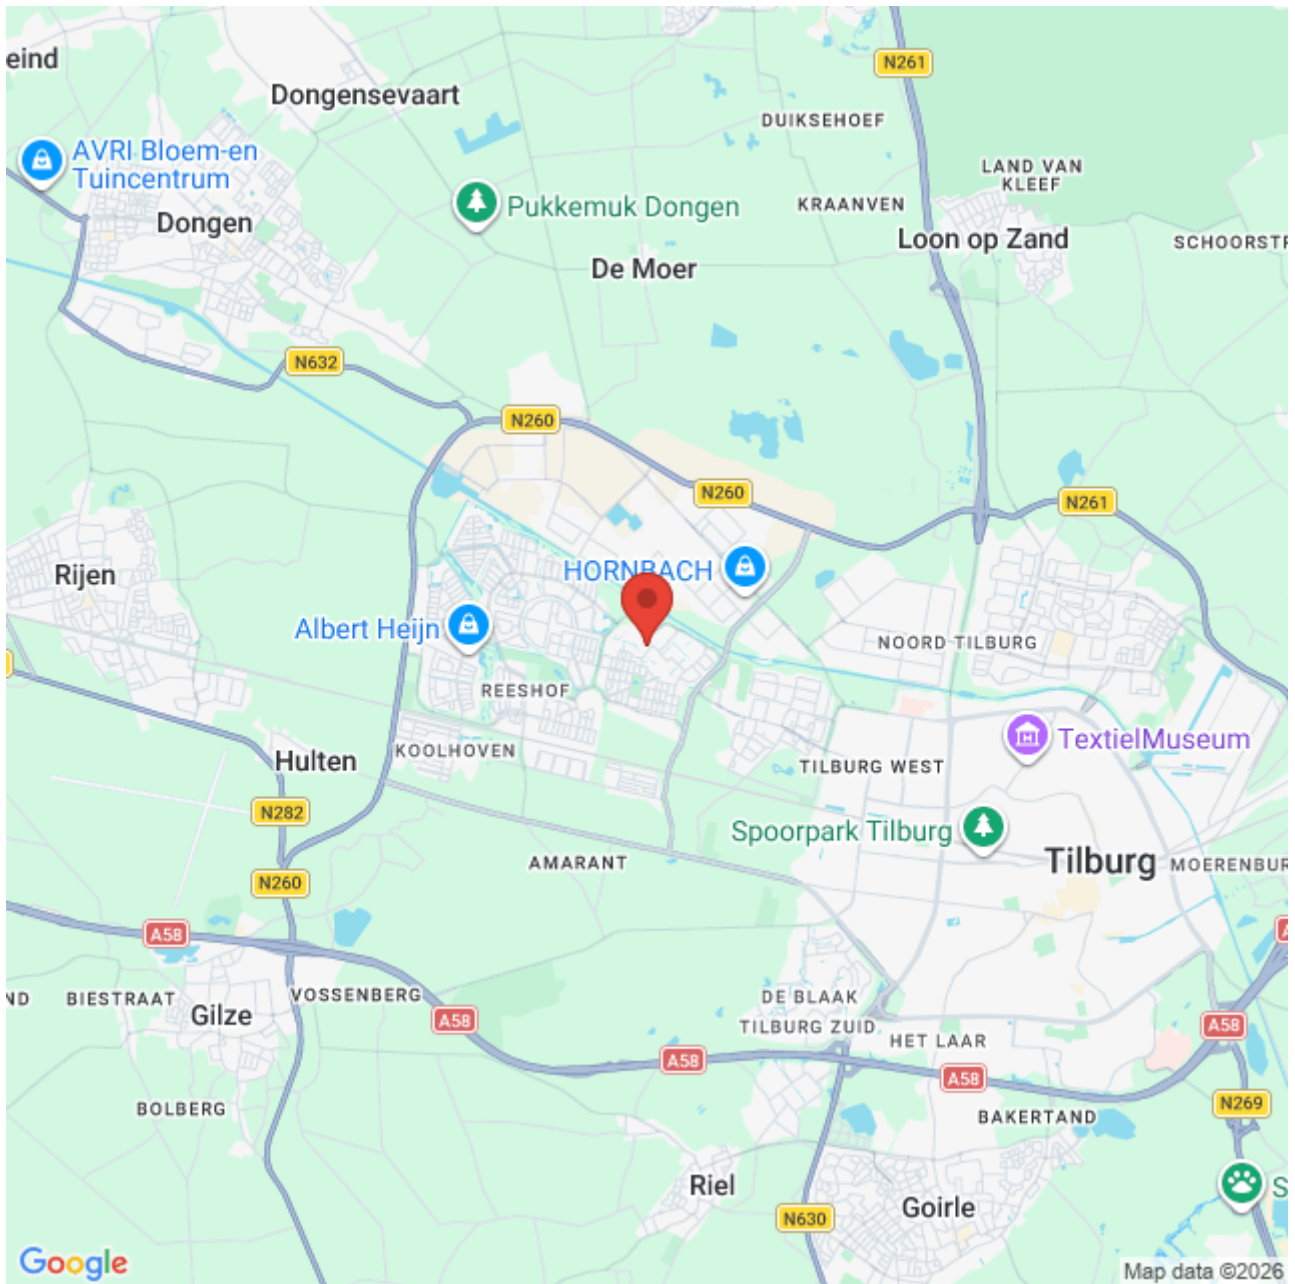 eind
N261
Dongensevaart
DUIKSEHOEF
AVRI Bloem-en
Tuincentrum
LAND VAN
KLEEF
Pukkemuk Dongen
KRAANVEN
Dongen
Loon op Zand
SCHOORSTR
De Moer
N632
N260
N260
N261
HORNBACH
Rijen
Albert Heijn
NOORD TILBURG
REESHOF
KOOLHOVEN
TextielMuseum
Hulten
TILBURG WEST
N282
Spoorpark Tilburg
AMARANT
Tilburg
MOERENBUR
N260
A58
ND
BIESTRAAT
VOSSENBERG
DE BLAAK
Gilze
A58
TILBURG ZUID
A58
HET LAAR
A58
A58
BOLBERG
N269
BAKERTAND
Riel
S
Goirle
N630
Google
Map data ©2026